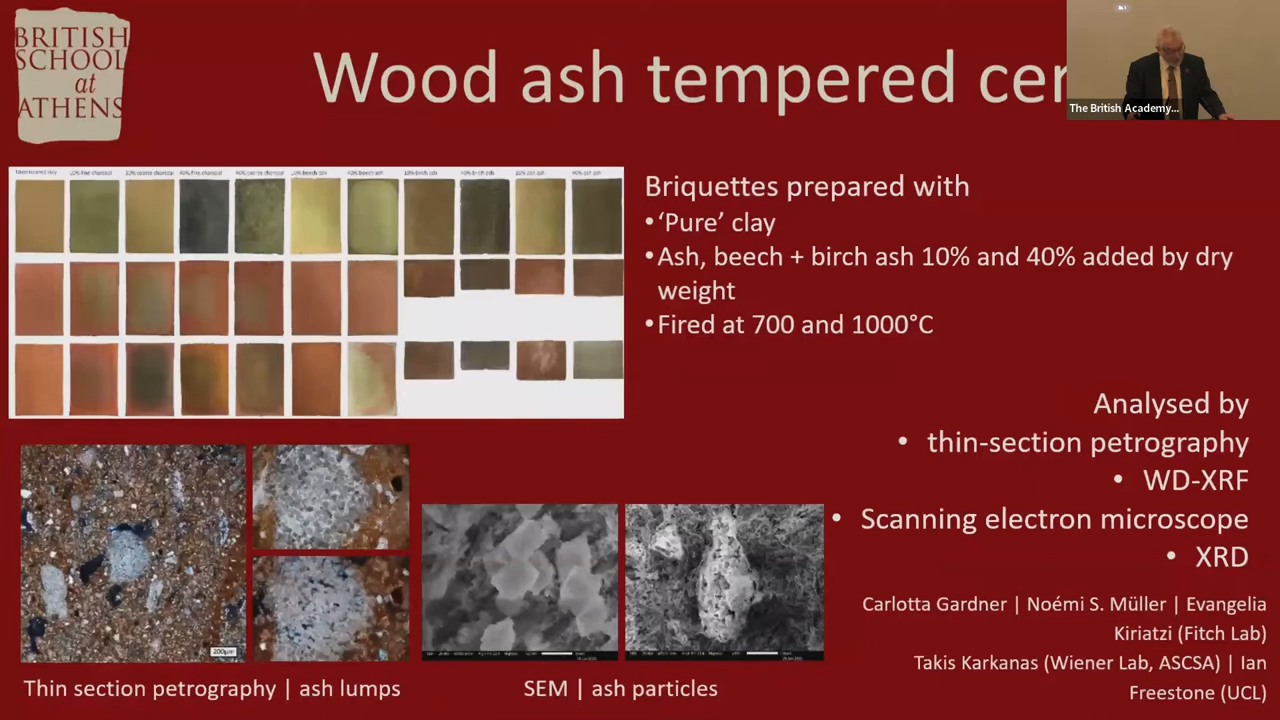 BRITISH
SCHOOL
at
ATHENS
Wood ash tempered cer
The British Academy...
Briquettes prepared with
•‘Pure’ clay
•Ash, beech + birch ash 10% and 40% added by dry
weight
•Fired at 700 and 1000°C
Analysed by
• thin-section petrography
• WD-XRF
• Scanning electron microscope
• XRD
Carlotta Gardner | Noémi S. Müller | Evangelia
Kiriatzi (Fitch Lab)
Takis Karkanas (Wiener Lab, ASCSA) | Ian
Freestone (UCL)
200μm
Thin section petrography | ash lumps
SEM | ash particles